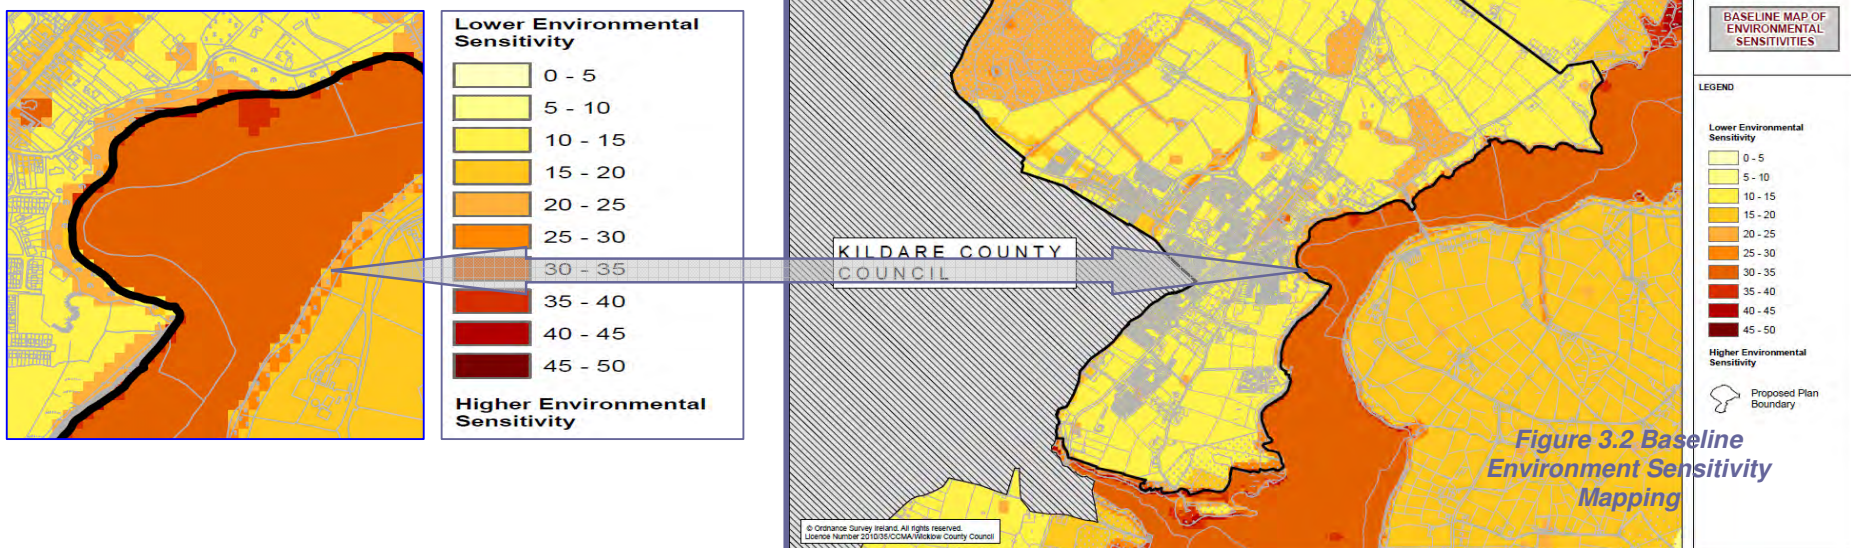 Lower Environmental
Sensitivity
0 - 5
5 - 10
10 - 15
15 - 20
20 - 25
25 - 30
30 - 35
35 - 40
40 - 45
45 - 50
Higher Environmental
Sensitivity
KILDARE COUNTY
COUNCIL
© Ordnance Survey Ireland. All rights reserved.
Licence Number 2010/35/CCMA/Wicklow County Council
BASELINE MAP OF
ENVIRONMENTAL
SENSITIVITIES
LEGEND
Lower Environmental
Sensitivity
0 - 5
5 - 10
10 - 15
15 - 20
20 - 25
25 - 30
30 - 35
35 - 40
40 - 45
45 - 50
Higher Environmental
Sensitivity
Proposed Plan
Boundary
Figure 3.2 Baseline
Environment Sensitivity
Mapping